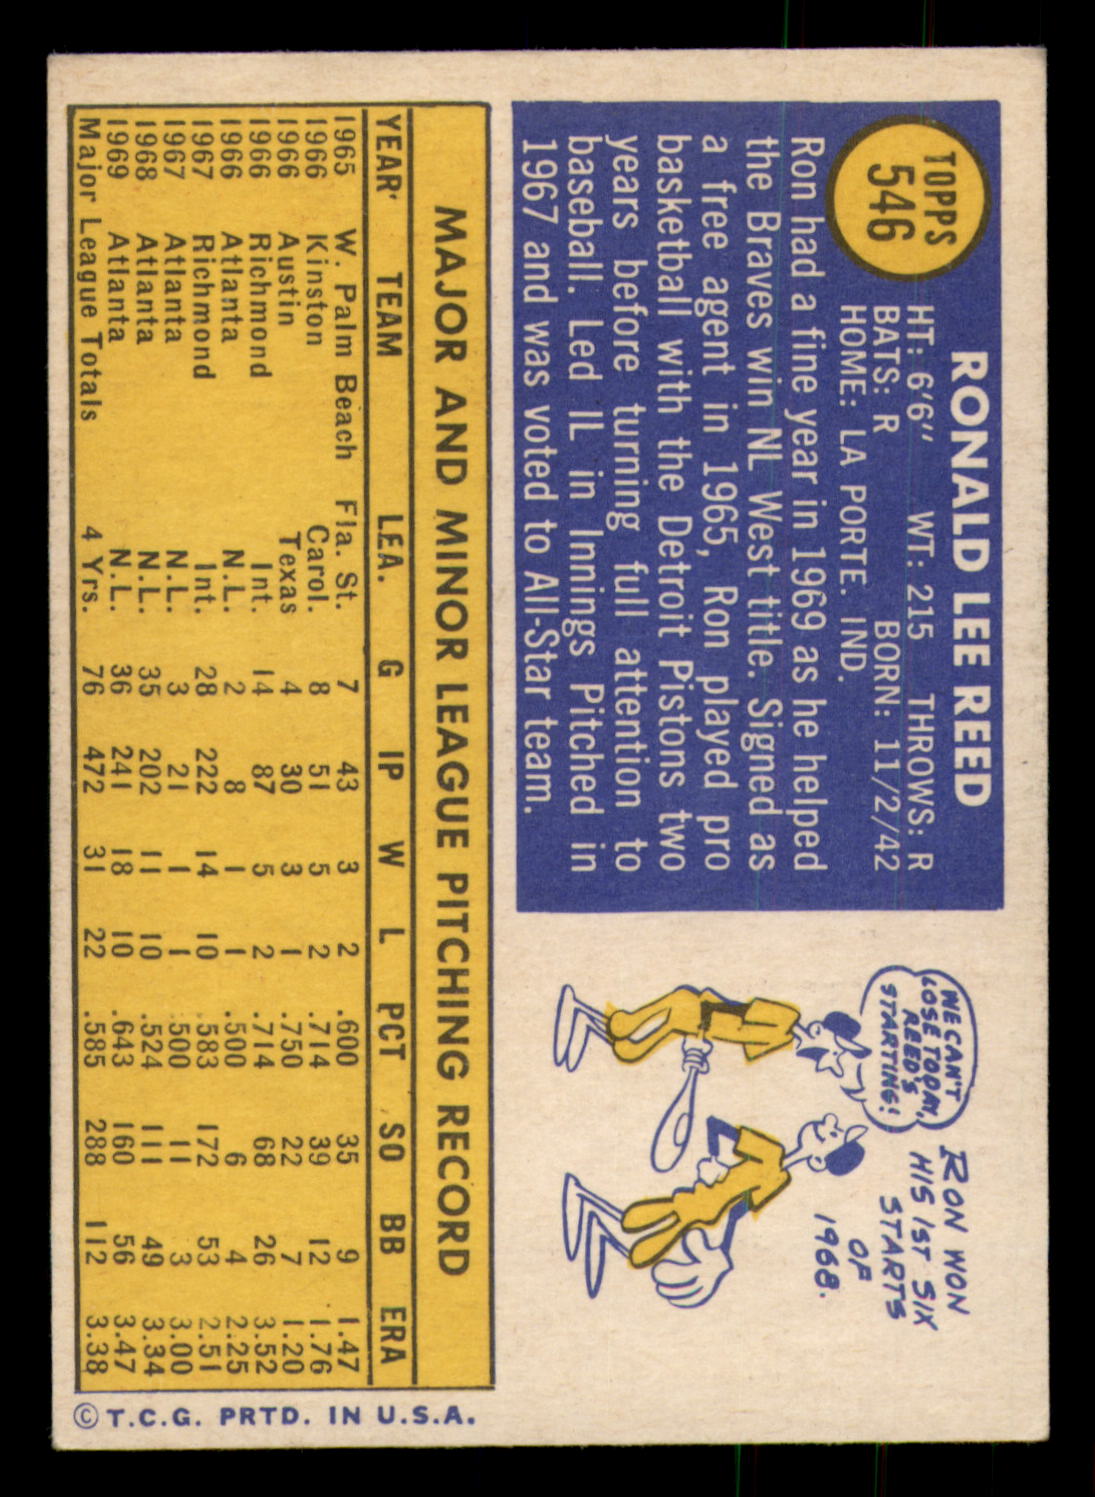 TOPPS
546
RONALD LEE REED
HT: 6'6" WT: 215 THROWS: R
BATS: R BORN: 11/2/42
HOME: LA PORTE. IND.
Ron had a fine year in 1969 as he helped
the Braves win NL West title. Signed as
a free agent in 1965, Ron played pro
basketball with the Detroit Pistons two
years before turning full attention to
baseball. Led IL in Innings Pitched in
1967 and was voted to All-Star team.
WE CAN'T
LOSE TODAY,
REED'S
STARTING!
RON WON
HIS 1ST SIX
STARTS
OF
1968.
MAJOR AND MINOR LEAGUE PITCHING RECORD
YEAR TEAM LEA. G IP W L PCT SO BB ERA
1965 W. Palm Beach Fla. St. 7 43 3 2 .600 35 9 1.47
1966 Kinston Carol. 8 51 5 2 .714 39 12 1.76
1966 Austin Texas 4 30 3 1 .750 22 7 1.20
1966 Richmond Int. 14 87 5 2 .714 68 26 3.52
1966 Atlanta N.L. 2 8 1 1 .500 6 4 2.25
1967 Richmond Int. 28 222 14 10 .583 172 53 2.51
1967 Atlanta N.L. 3 21 1 1 .500 11 3 3.00
1968 Atlanta N.L. 35 202 11 10 .524 111 49 3.34
1969 Atlanta N.L. 36 241 18 10 .643 160 56 3.47
Major League Totals 4 Yrs. 76 472 31 22 .585 288 112 3.38
© T.C.G. PRTD. IN U.S.A.